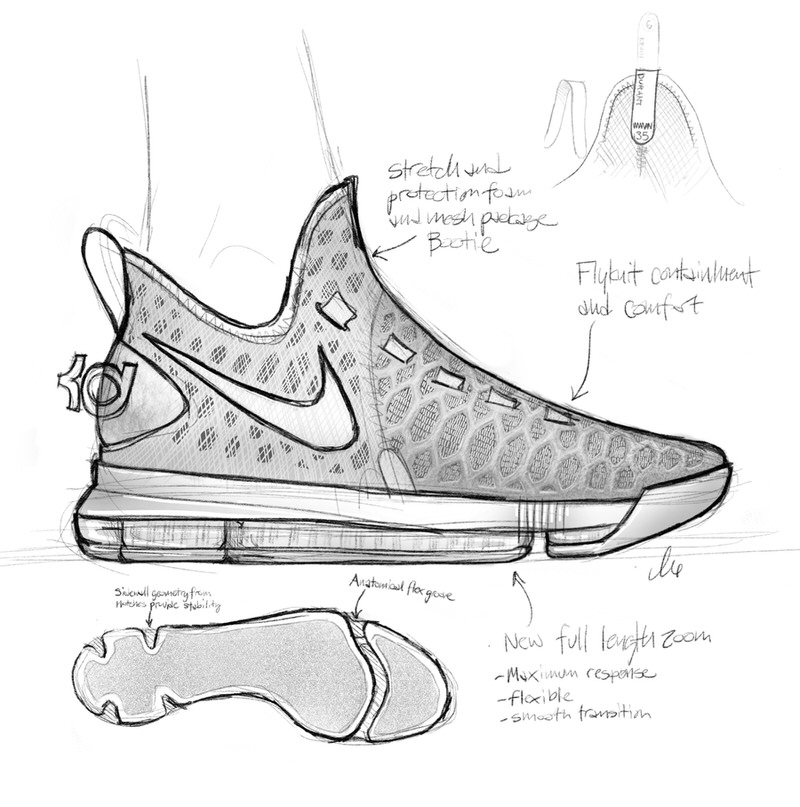 DURANT
35
stretch and
protection foam
and mesh package
Bootie
Flyknit containment
and comfort
KD
Sidewall geometry from
Notches provide stability
Anatomical flex groove
New full length zoom
-Maximum response
-flexible
-smooth transition